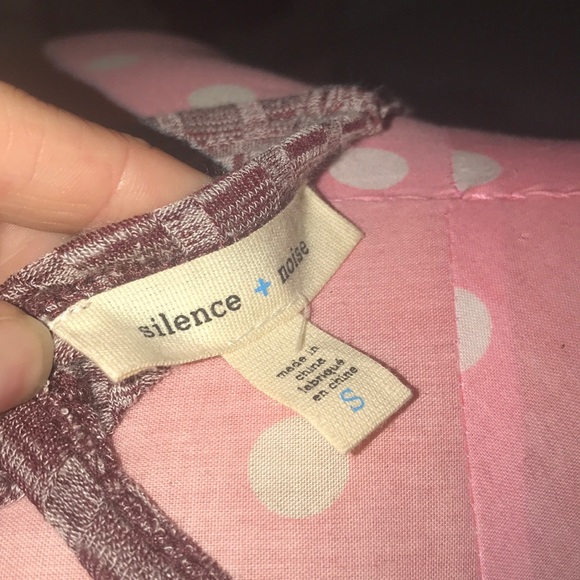 silence + noise
made in
china
fabriqué
en chine
S